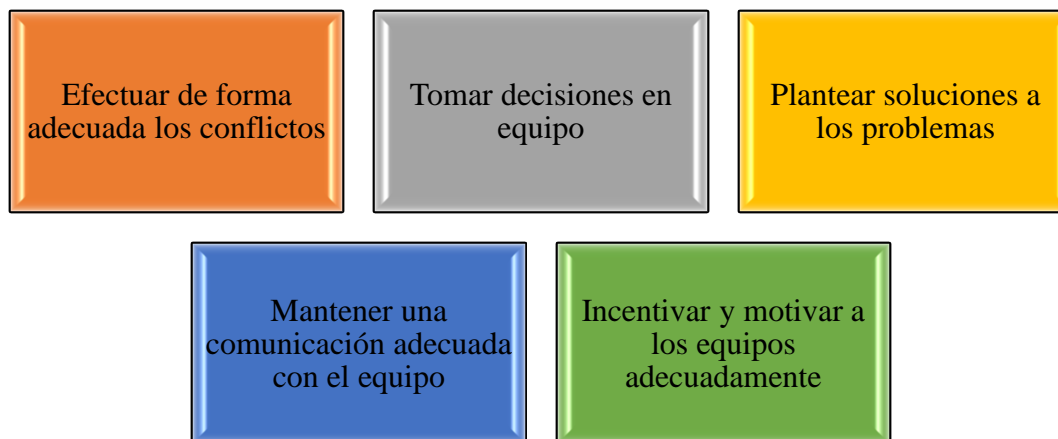 Efectuar de forma
adecuada los conflictos
Tomar decisiones en
equipo
Plantear soluciones a
los problemas
Mantener una
comunicación adecuada
con el equipo
Incentivar y motivar a
los equipos
adecuadamente